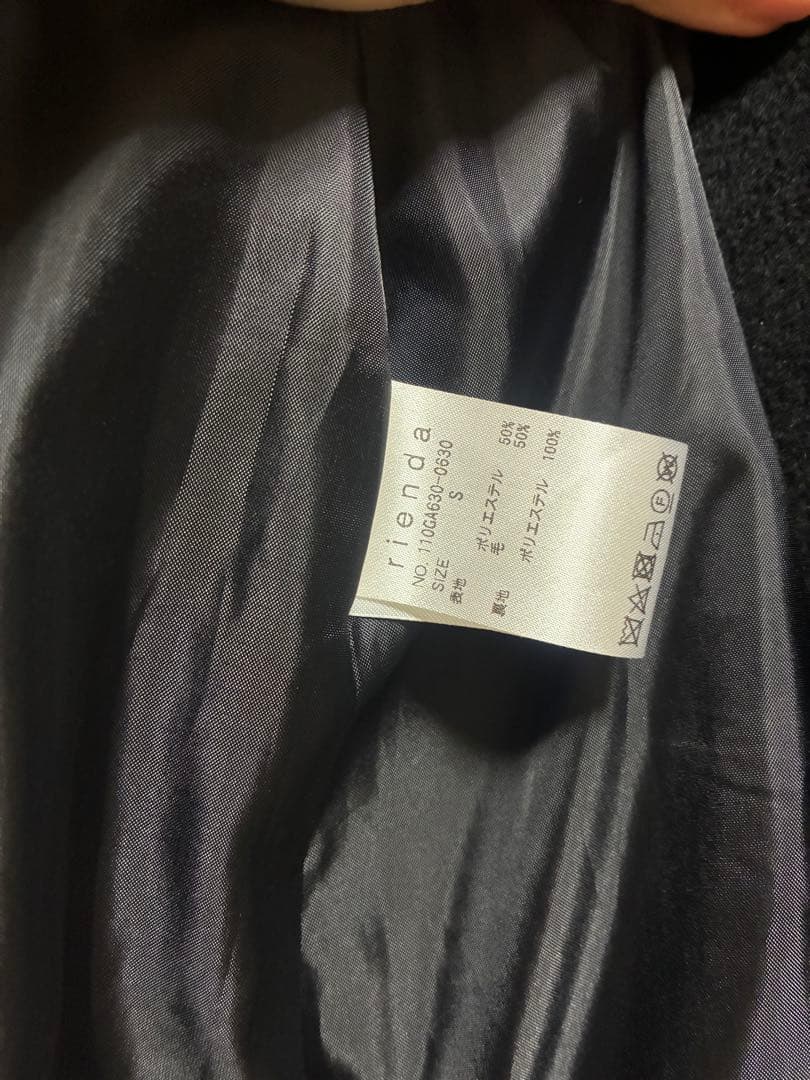 rienda
NO. 110GA630-0630
SIZE S
表地 ポリエステル 50%
毛 50%
裏地 ポリエステル 100%
F